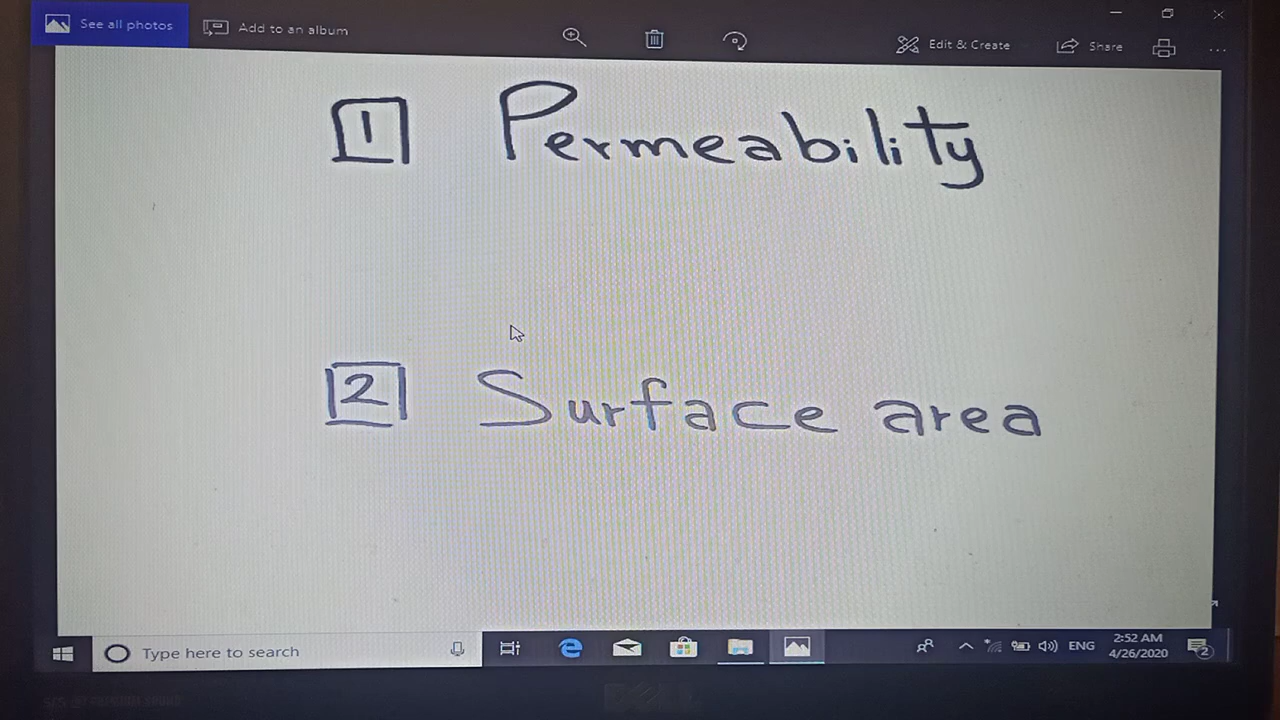 See all photos
Add to an album
Edit & Create
Share
1 Permeability
2 Surface area
Type here to search
ENG
2:52 AM
4/26/2020
2